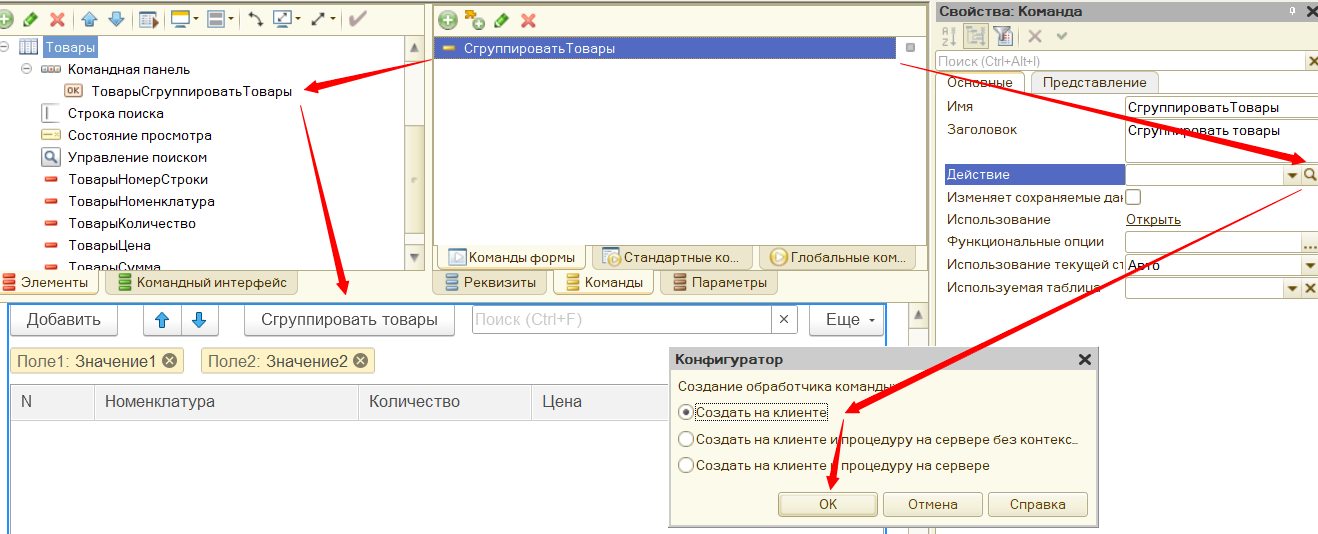 Товары
Командная панель
OK ТоварыСгруппироватьТовары
Строка поиска
Состояние просмотра
Управление поиском
ТоварыНомерСтроки
ТоварыНоменклатура
ТоварыКоличество
ТоварыЦена
ТоварыСумма
Элементы
Командный интерфейс
СгруппироватьТовары
Команды формы
Стандартные ко...
Глобальные ком...
Реквизиты
Команды
Параметры
Свойства: Команда
Поиск (Ctrl+Alt+I)
Основные
Представление
Имя
СгруппироватьТовары
Заголовок
Сгруппировать товары
Действие
Изменяет сохраняемые дан
Использование
Открыть
Функциональные опции
Использование текущей ст
Авто
Используемая таблица
Добавить
Сгруппировать товары
Поиск (Ctrl+F)
Еще
Поле1: Значение1
Поле2: Значение2
N
Номенклатура
Количество
Цена
Конфигуратор
Создание обработчика команды:
Создать на клиенте
Создать на клиенте и процедуру на сервере без контекс...
Создать на клиенте и процедуру на сервере
OK
Отмена
Справка